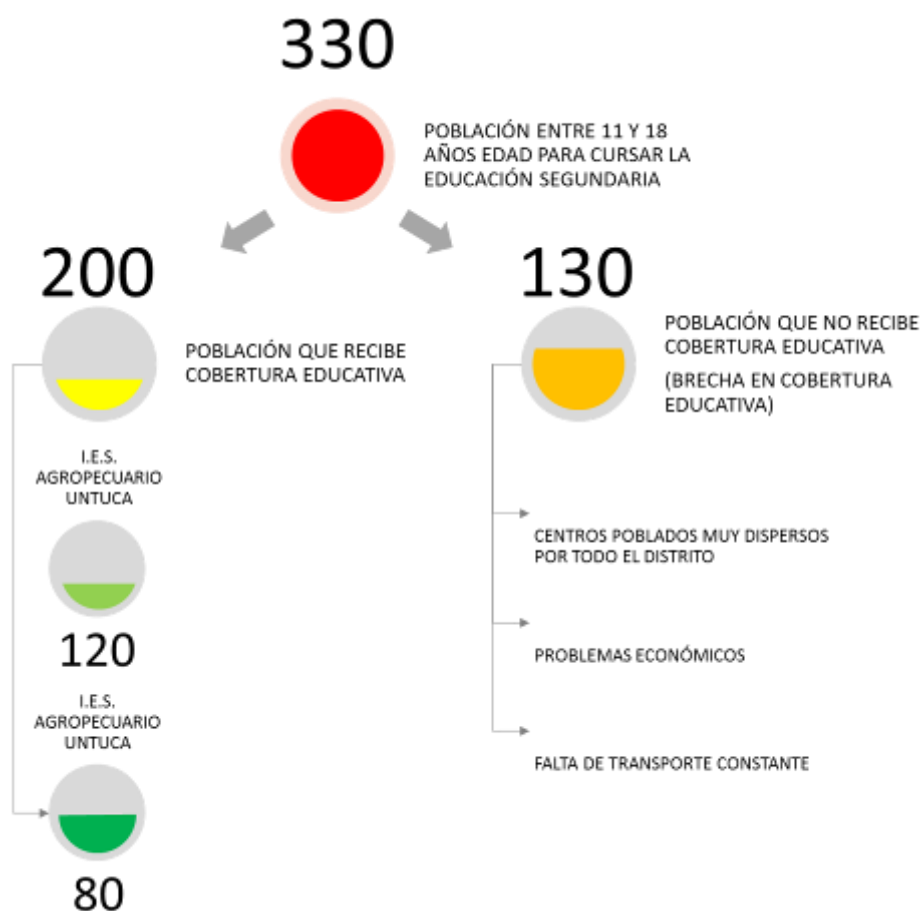 330
POBLACIÓN ENTRE 11 Y 18
AÑOS EDAD PARA CURSAR LA
EDUCACIÓN SEGUNDARIA
200
POBLACIÓN QUE RECIBE
COBERTURA EDUCATIVA
I.E.S.
AGROPECUARIO
UNTUCA
120
I.E.S.
AGROPECUARIO
UNTUCA
80
130
POBLACIÓN QUE NO RECIBE
COBERTURA EDUCATIVA
(BRECHA EN COBERTURA
EDUCATIVA)
CENTROS POBLADOS MUY DISPERSOS
POR TODO EL DISTRITO
PROBLEMAS ECONÓMICOS
FALTA DE TRANSPORTE CONSTANTE